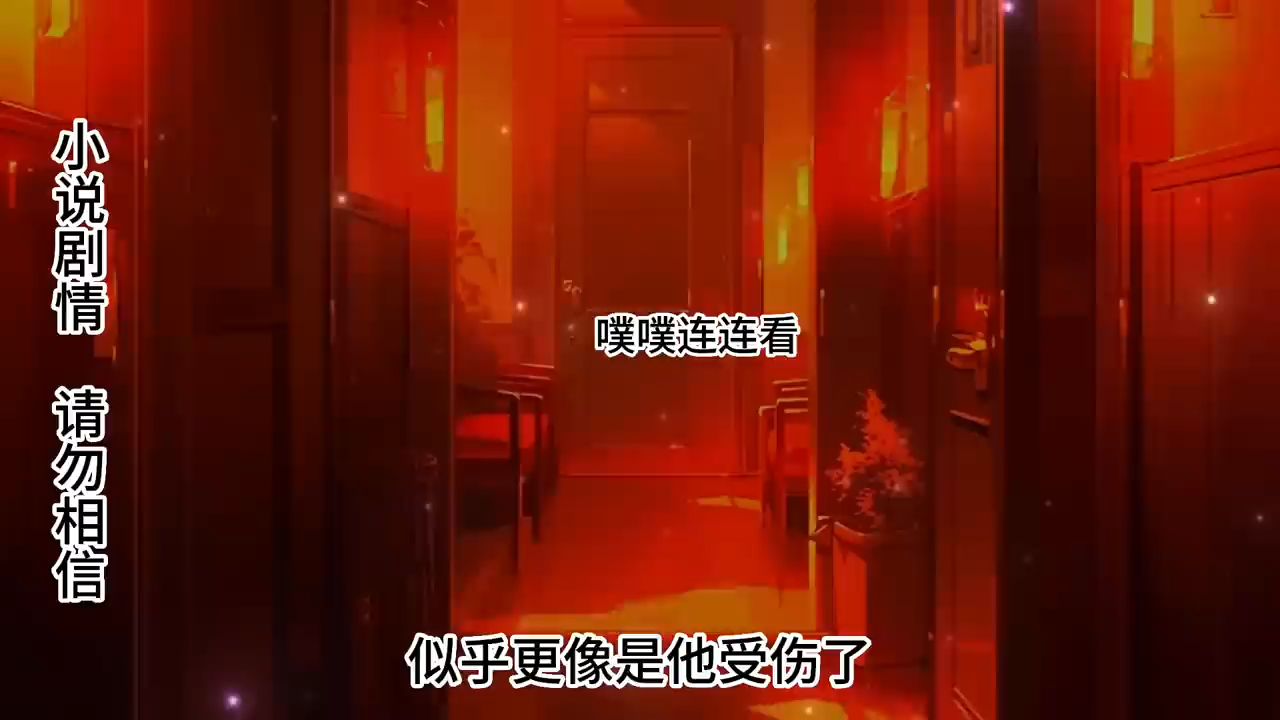 小说剧情 请勿相信
噗噗连连看
似乎更像是他受伤了